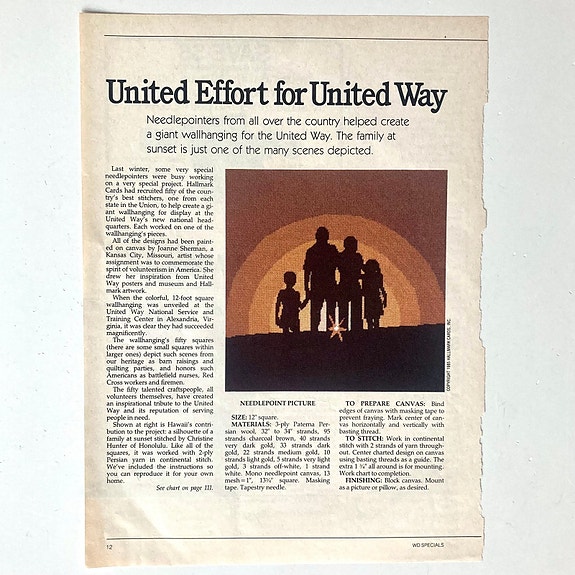 United Effort for United Way
Needlepointers from all over the country helped create
a giant wallhanging for the United Way. The family at
sunset is just one of the many scenes depicted.
Last winter, some very special
needlepointers were busy working
on a very special project. Hallmark
Cards had recruited fifty of the coun-
try's best stitchers, one from each
state in the Union, to help create a gi-
ant wallhanging for display at the
United Way's new national head-
quarters. Each worked on one of the
wallhanging's pieces.
All of the designs had been paint-
ed on canvas by Joanne Sherman, a
Kansas City, Missouri, artist whose
assignment was to commemorate the
spirit of volunteerism in America. She
drew her inspiration from United
Way posters and museum and Hall-
mark artwork.
When the colorful, 12-foot square
wallhanging was unveiled at the
United Way National Service and
Training Center in Alexandria, Vir-
ginia, it was clear they had succeeded
magnificently.
The wallhanging's fifty squares
(there are some small squares within
larger ones) depict such scenes from
our heritage as barn raisings and
quilting parties, and honors such
Americans as battlefield nurses, Red
Cross workers and firemen.
The fifty talented craftspeople, all
volunteers themselves, have created
an inspirational tribute to the United
Way and its reputation of serving
people in need.
Shown at right is Hawaii's contri-
bution to the project: a silhouette of a
family at sunset stitched by Christine
Hunter of Honolulu. Like all of the
squares, it was worked with 2-ply
Persian yarn in continental stitch.
We've included the instructions so
you can reproduce it for your own
home.
See chart on page 111.
COPYRIGHT 1985 HALLMARK CARDS, INC.
NEEDLEPOINT PICTURE
SIZE: 12" square.
MATERIALS: 3-ply Paterna Per-
sian wool, 32" to 34" strands, 95
strands charcoal brown, 40 strands
very dark gold, 33 strands dark
gold, 22 strands medium gold, 10
strands light gold, 5 strands very light
gold, 3 strands off-white, 1 strand
white. Mono needlepoint canvas, 13
mesh=1", 13¾" square. Masking
tape. Tapestry needle.
TO PREPARE CANVAS: Bind
edges of canvas with masking tape to
prevent fraying. Mark center of can-
vas horizontally and vertically with
basting thread.
TO STITCH: Work in continental
stitch with 2 strands of yarn through-
out. Center charted design on canvas
using basting threads as a guide. The
extra 1 ¾" all around is for mounting.
Work chart to completion.
FINISHING: Block canvas. Mount
as a picture or pillow, as desired.
12
WD SPECIALS